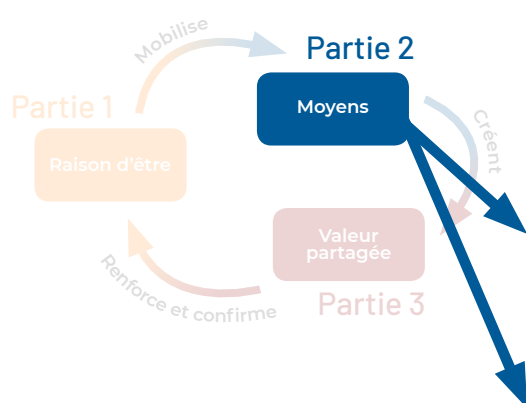 Mobilise
Partie 2
Moyens
Créent
Partie 1
Raison d’être
Valeur
partagée
Partie 3
Renforce et confirme